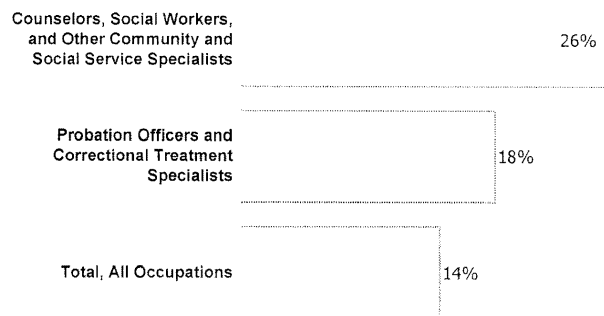 Counselors, Social Workers,
and Other Community and
Social Service Specialists
26%
Probation Officers and
Correctional Treatment
Specialists
18%
Total, All Occupations
14%